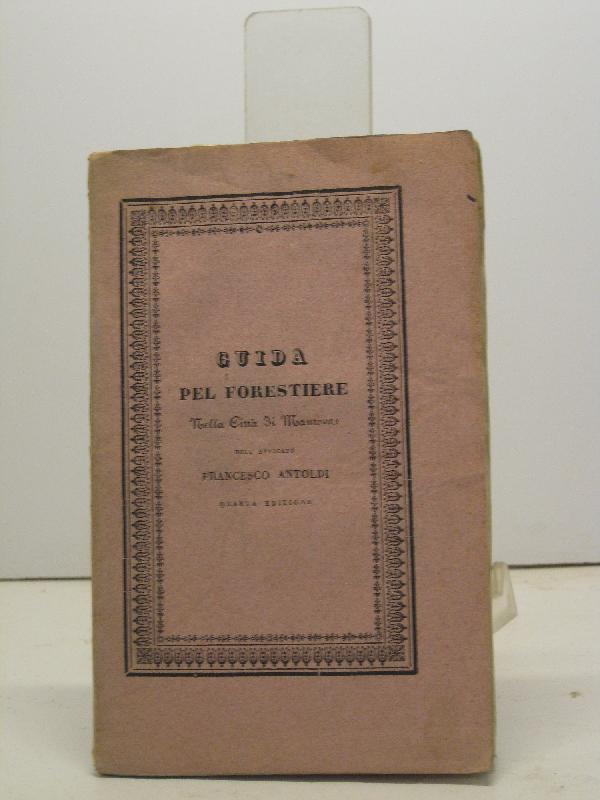 GUIDA
PEL FORESTIERE
Nella Città di Mantova
DELL' AVVOCATO
FRANCESCO ANTOLDI
QUARTA EDIZIONE